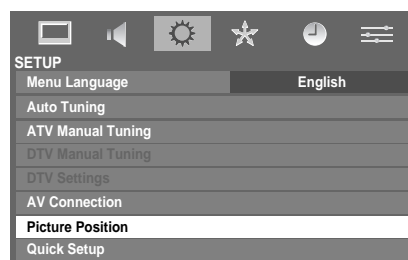 SETUP
Menu Language English
Auto Tuning
ATV Manual Tuning
DTV Manual Tuning
DTV Settings
AV Connection
Picture Position
Quick Setup